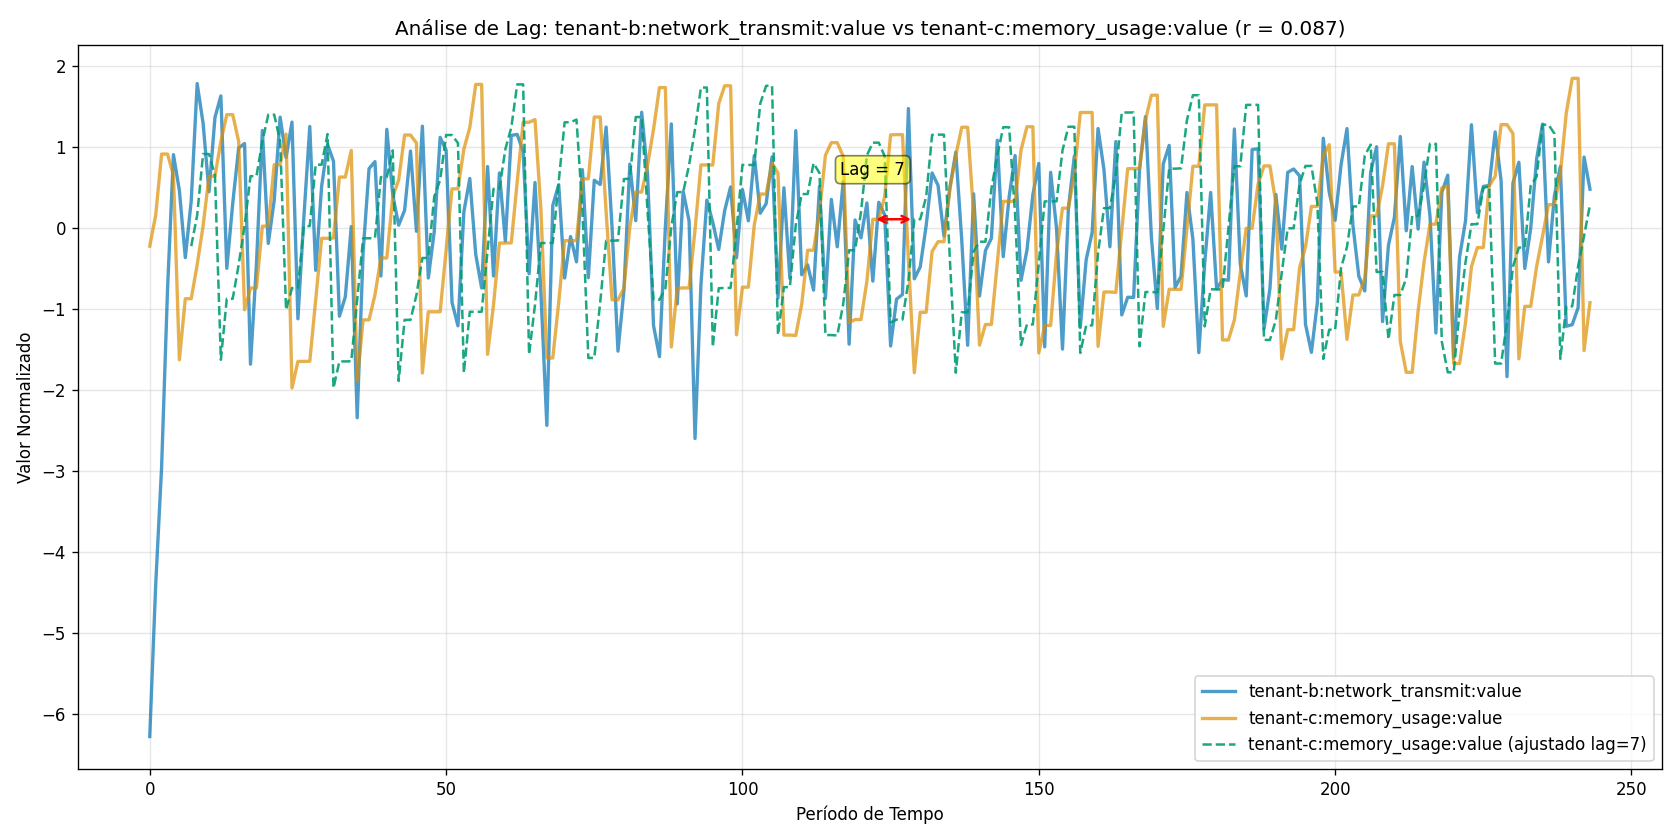 Análise de Lag: tenant-b:network_transmit:value vs tenant-c:memory_usage:value (r = 0.087)
Valor Normalizado
2
1
0
−1
−2
−3
−4
−5
−6
Lag = 7
tenant-b:network_transmit:value
tenant-c:memory_usage:value
tenant-c:memory_usage:value (ajustado lag=7)
0 50 100 150 200 250
Período de Tempo